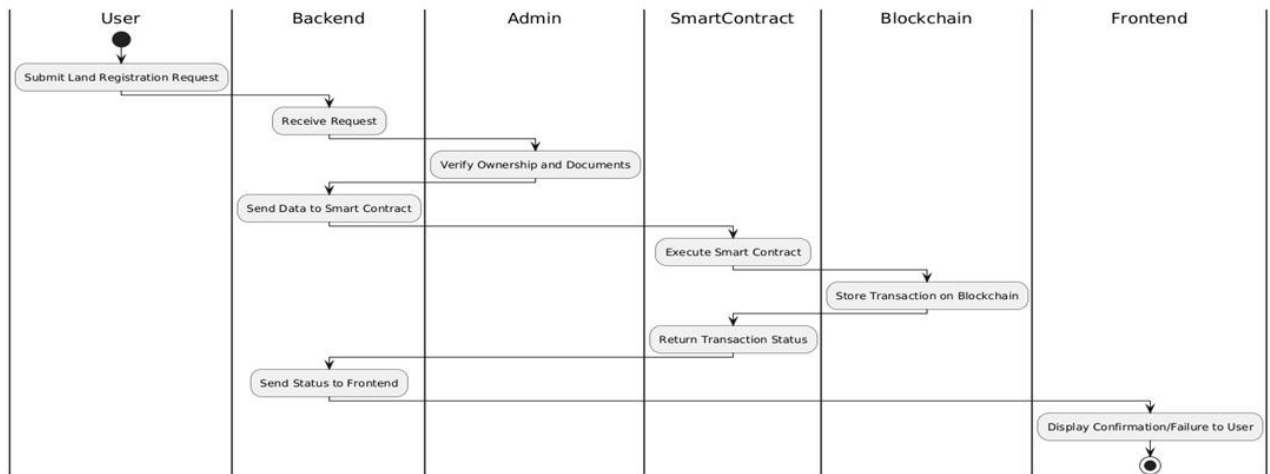 User
Backend
Admin
SmartContract
Blockchain
Frontend
Submit Land Registration Request
Receive Request
Verify Ownership and Documents
Send Data to Smart Contract
Execute Smart Contract
Store Transaction on Blockchain
Return Transaction Status
Send Status to Frontend
Display Confirmation/Failure to User